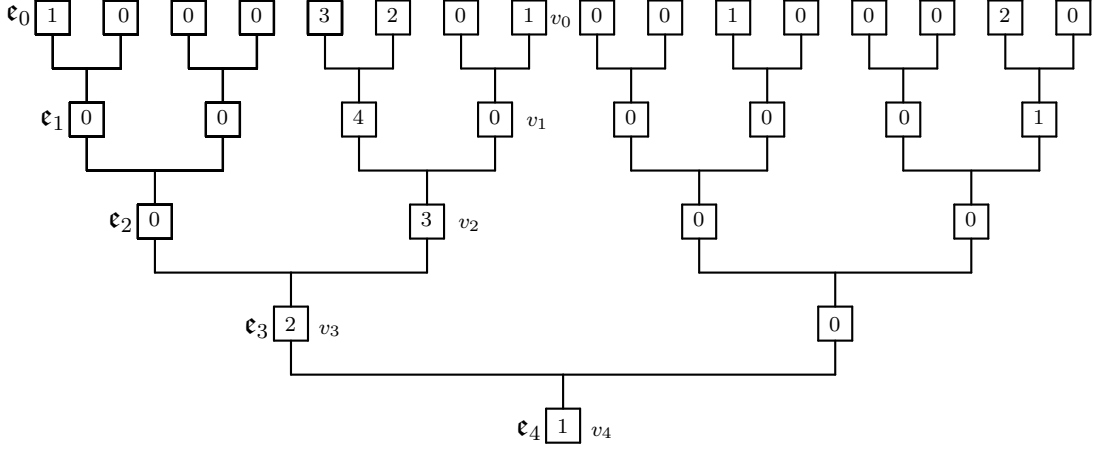 𝔢₀ 1 0 0 0 3 2 0 1 v₀ 0 0 1 0 0 0 2 0
𝔢₁ 0 0 4 0 v₁ 0 0 0 1
𝔢₂ 0 3 v₂ 0 0
𝔢₃ 2 v₃ 0
𝔢₄ 1 v₄